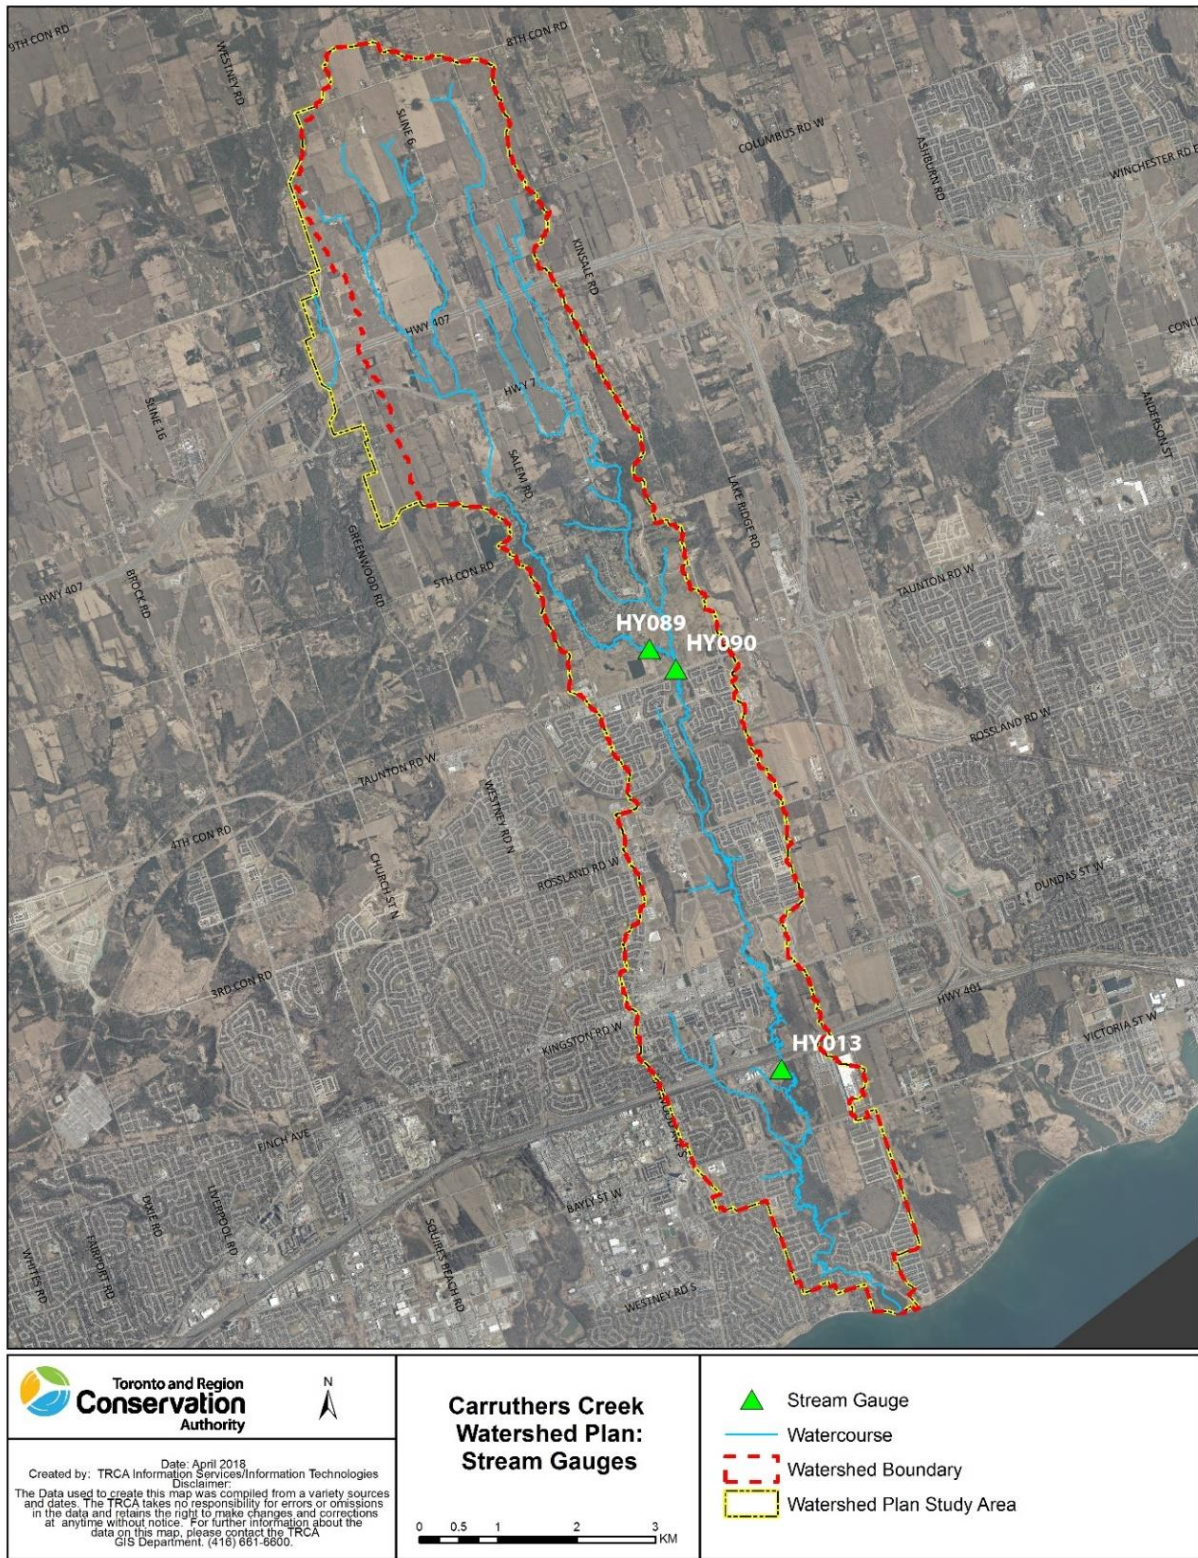 9TH CON RD
8TH CON RD
WESTNEY RD
SLINE 6
COLUMBUS RD W
ASHBURN RD
WINCHESTER RD E
KINSALE RD
HWY 407
CONLI
HWY 7
SLINE 16
ANDERSON ST
SALEM RD
LAKE RIDGE RD
GREENWOOD RD
5TH CON RD
TAUNTON RD W
BROCK RD
HWY 407
HY089
HY090
ROSSLAND RD W
TAUNTON RD W
WESTNEY RD N
4TH CON RD
CHURCH ST N
ROSSLAND RD W
DUNDAS ST W
3RD CON RD
HWY 401
KINGSTON RD W
VICTORIA ST W
HY013
FINCH AVE
BAYLY ST W
DIXIE RD
LIVERPOOL RD
SQUIRES BEACH RD
FAIRPORT RD
WHITES RD
WESTNEY RD S
Toronto and Region
Conservation
Authority
N
Date: April 2018
Created by: TRCA Information Services/Information Technologies
Disclaimer:
The Data used to create this map was compiled from a variety sources
and dates. The TRCA takes no responsibility for errors or omissions
in the data and retains the right to make changes and corrections
at anytime without notice. For further information about the
data on this map, please contact the TRCA
GIS Department. (416) 661-6600.
Carruthers Creek
Watershed Plan:
Stream Gauges
0 0.5 1 2 3
KM
Stream Gauge
Watercourse
Watershed Boundary
Watershed Plan Study Area